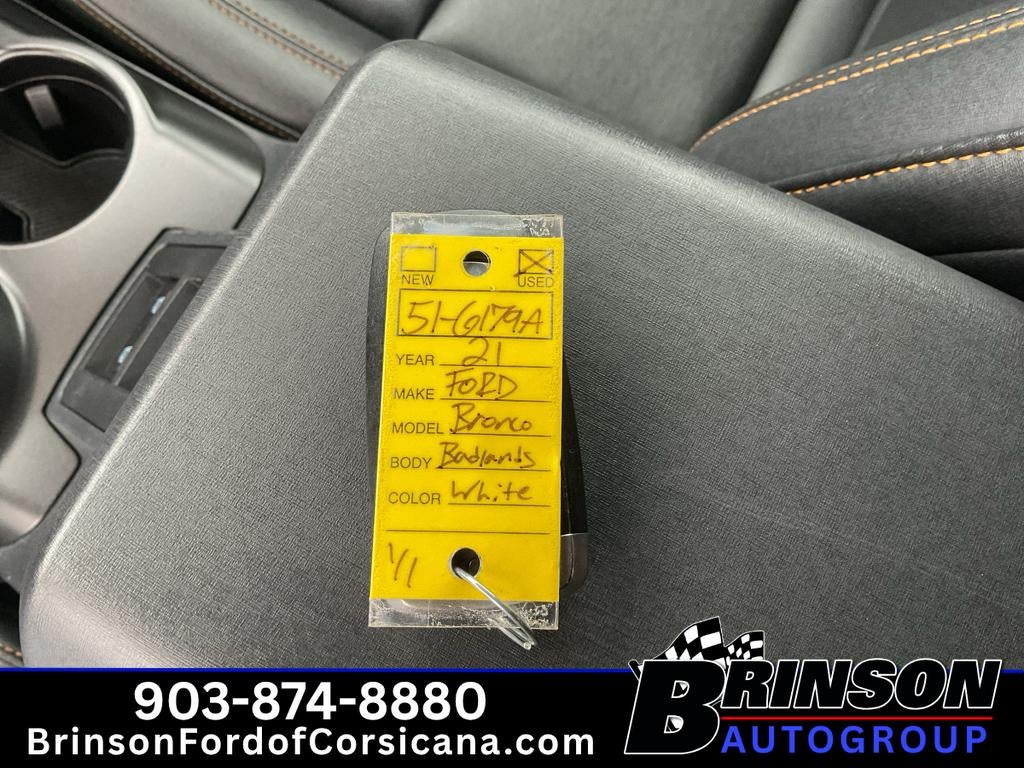 NEW USED
51-6179A
YEAR 21
MAKE FORD
MODEL Bronco
BODY Badlands
COLOR White
1/1
903-874-8880
BrinsonFordofCorsicana.com
BRINSON
AUTOGROUP